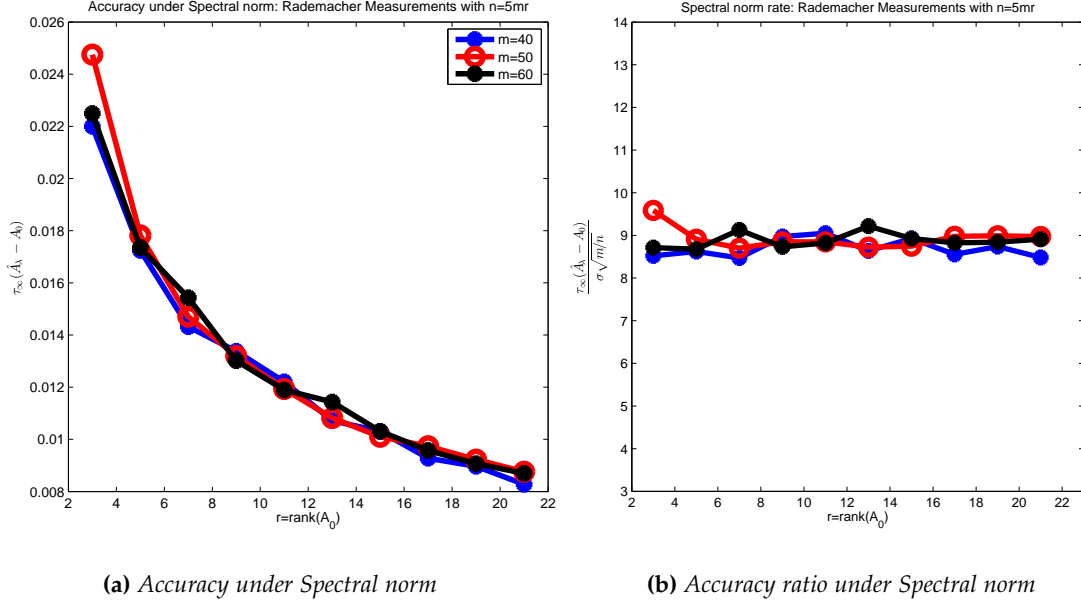 Accuracy under Spectral norm: Rademacher Measurements with n=5mr
0.026
0.024
0.022
0.02
0.018
0.016
0.014
0.012
0.01
0.008
τ∞(Âλ − A0)
m=40
m=50
m=60
2 4 6 8 10 12 14 16 18 20 22
r=rank(A0)
(a) Accuracy under Spectral norm
Spectral norm rate: Rademacher Measurements with n=5mr
14
13
12
11
10
9
8
7
6
5
4
3
τ∞(Âλ − A0)
σ√m/n
2 4 6 8 10 12 14 16 18 20 22
r=rank(A0)
(b) Accuracy ratio under Spectral norm